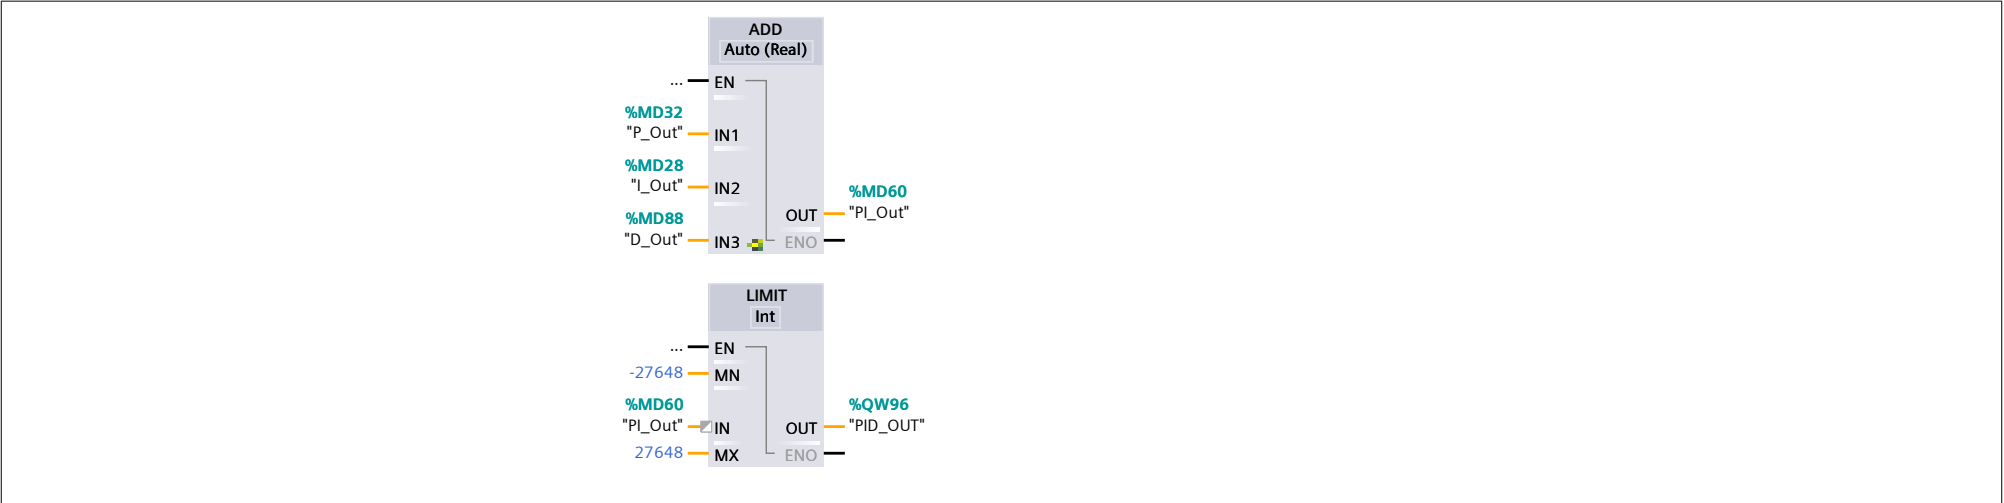 ADD
Auto (Real)
... EN
%MD32
"P_Out" IN1
%MD28
"I_Out" IN2
%MD60
%MD88
OUT "PI_Out"
"D_Out" IN3 ENO
LIMIT
Int
... EN
-27648 MN
%MD60 %QW96
"PI_Out" IN OUT "PID_OUT"
27648 MX ENO